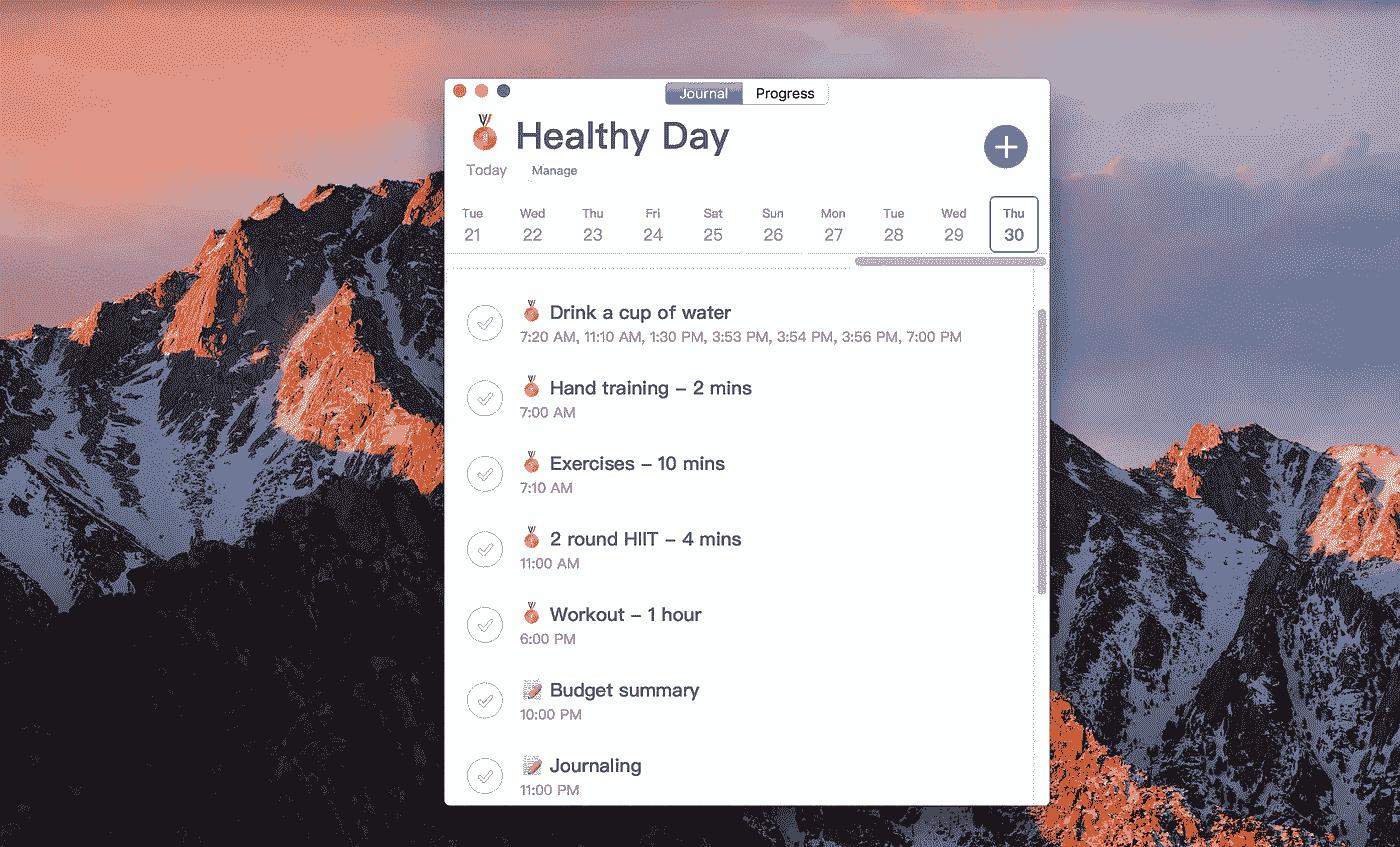 Journal Progress
Healthy Day
Today Manage
Tue Wed Thu Fri Sat Sun Mon Tue Wed Thu
21 22 23 24 25 26 27 28 29 30
Drink a cup of water
7:20 AM, 11:10 AM, 1:30 PM, 3:53 PM, 3:54 PM, 3:56 PM, 7:00 PM
Hand training – 2 mins
7:00 AM
Exercises – 10 mins
7:10 AM
2 round HIIT – 4 mins
11:00 AM
Workout – 1 hour
6:00 PM
Budget summary
10:00 PM
Journaling
11:00 PM